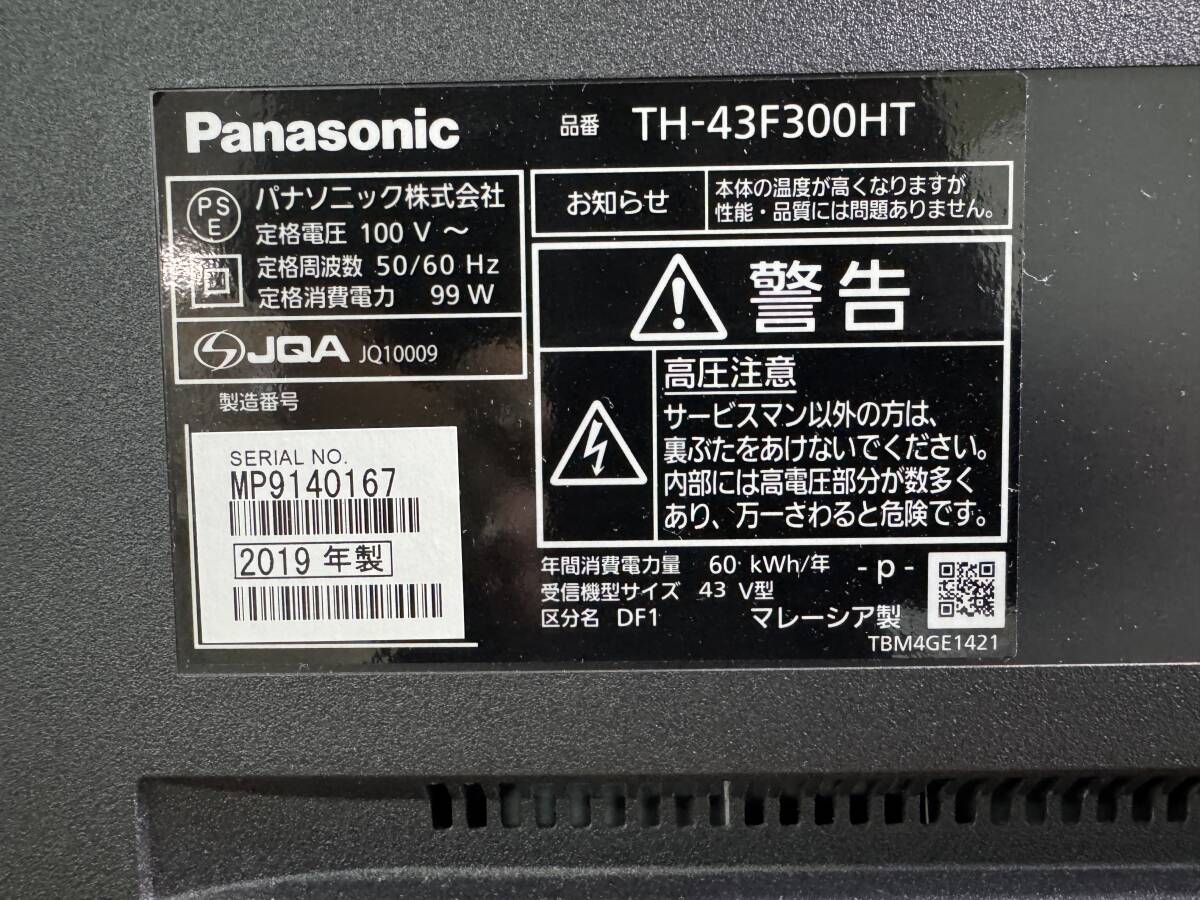 Panasonic
品番 TH-43F300HT
PS
E
パナソニック株式会社
定格電圧 100 V ～
定格周波数 50/60 Hz
定格消費電力 99 W
JQA JQ10009
製造番号
SERIAL NO.
MP9140167
2019 年製
お知らせ
本体の温度が高くなりますが
性能・品質には問題ありません。
警告
高圧注意
サービスマン以外の方は、
裏ぶたをあけないでください。
内部には高電圧部分が数多く
あり、万一さわると危険です。
年間消費電力量 60 kWh/年 - p -
受信機型サイズ 43 V型
区分名 DF1 マレーシア製
TBM4GE1421